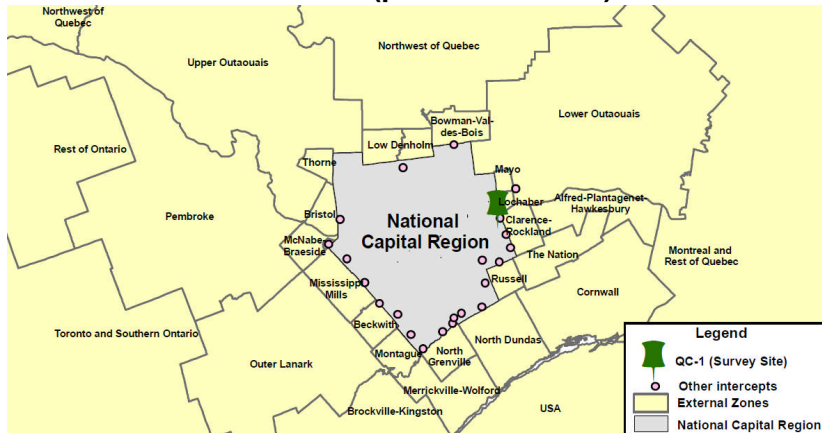 Northwest of
Quebec
Northwest of Quebec
Upper Outaouais
Bowman-Val-
des-Bois
Lower Outaouais
Low Denholm
Rest of Ontario
Thorne
Mayo
Lochaber
Alfred-Plantagenet-
Hawkesbury
Pembroke
Bristol
National
Capital Region
Clarence-
Rockland
McNabe-
Braeside
The Nation
Montreal and
Rest of Quebec
Mississippi
Mills
Russell
Cornwall
Beckwith
Toronto and Southern Ontario
North Dundas
Outer Lanark
Montague
North
Grenville
Merrickville-Wolford
Brockville-Kingston
USA
Legend
QC-1 (Survey Site)
Other intercepts
External Zones
National Capital Region